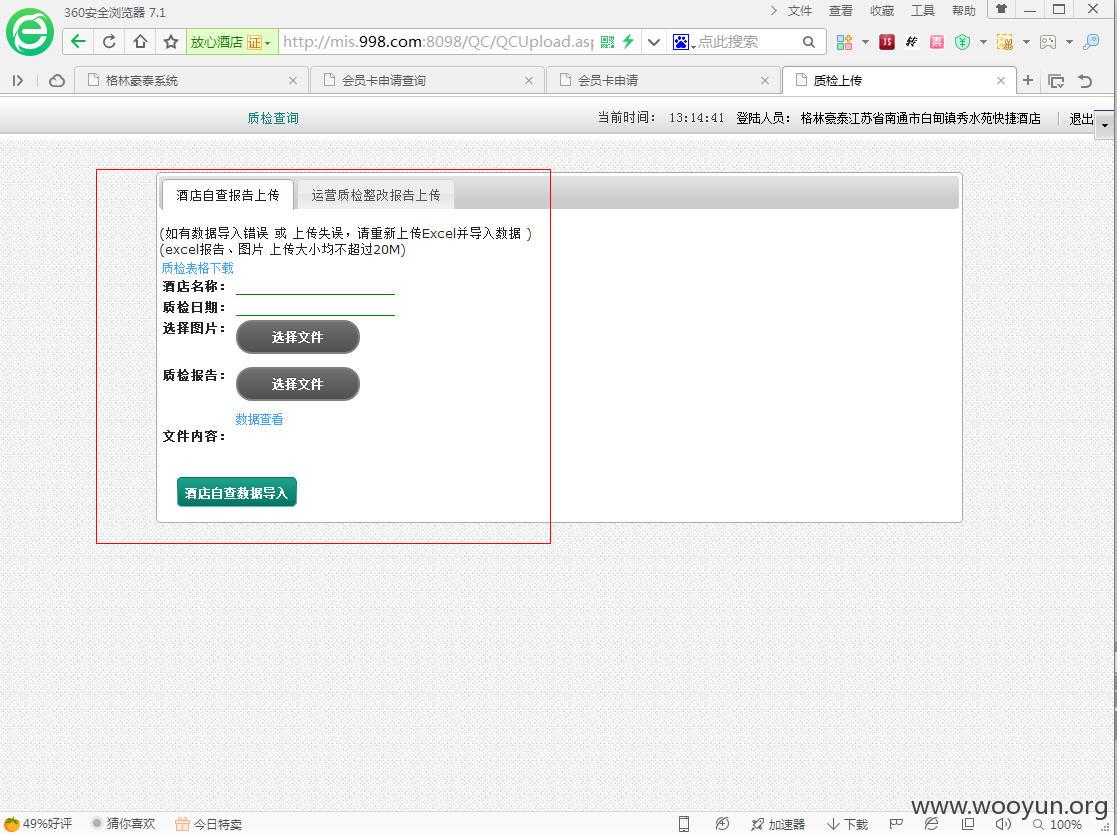 360安全浏览器 7.1
文件 查看 收藏 工具 帮助
放心酒店 证 http://mis.998.com:8098/QC/QCUpload.asp 点此搜索
格林豪泰系统 会员卡申请查询 会员卡申请 质检上传
质检查询 当前时间： 13:14:41 登陆人员： 格林豪泰江苏省南通市白甸镇秀水苑快捷酒店 退出
酒店自查报告上传 运营质检整改报告上传
(如有数据导入错误 或 上传失误，请重新上传Excel并导入数据 )
(excel报告、图片 上传大小均不超过20M)
质检表格下载
酒店名称：
质检日期：
选择图片： 选择文件
质检报告： 选择文件
数据查看
文件内容：
酒店自查数据导入
www.wooyun.org
49%好评 猜你喜欢 今日特卖 加速器 下载 100%